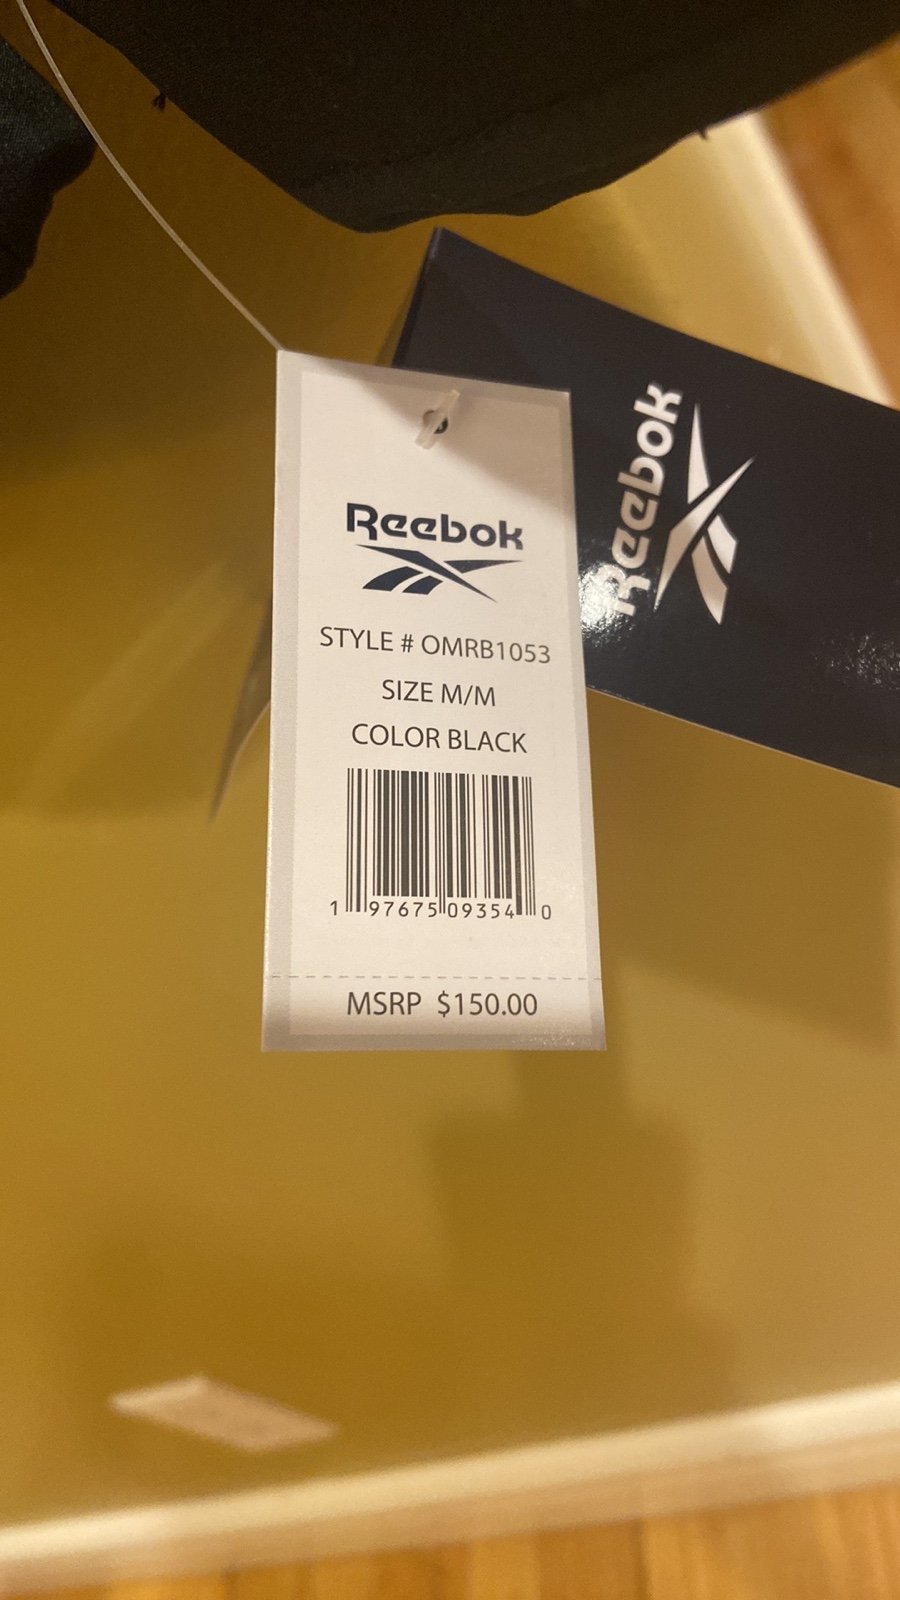 Reebok
STYLE # OMRB1053
SIZE M/M
COLOR BLACK
1 97675 09354 0
MSRP $150.00
Reebok